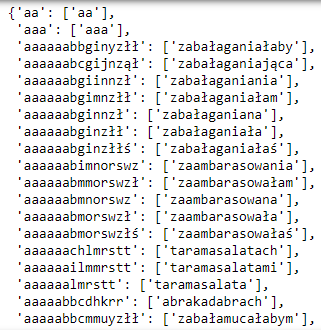 {'aa': ['aa'],
'aaa': ['aaa'],
'aaaaaabbginyzłł': ['zabałaganiałaby'],
'aaaaaabcgijnzął': ['zabałaganiająca'],
'aaaaaabgiinnzł': ['zabałaganiania'],
'aaaaaabgimnzłł': ['zabałaganiałam'],
'aaaaaabginnzł': ['zabałaganiana'],
'aaaaaabginzłł': ['zabałaganiała'],
'aaaaaabginzłłś': ['zabałaganiałaś'],
'aaaaaabimnorswz': ['zaambarasowania'],
'aaaaaabmmorswzł': ['zaambarasowałam'],
'aaaaaabmnorswz': ['zaambarasowana'],
'aaaaaabmorswzł': ['zaambarasowała'],
'aaaaaabmorswzłś': ['zaambarasowałaś'],
'aaaaaachlmrstt': ['taramasalatach'],
'aaaaaailmmrstt': ['taramasalatami'],
'aaaaaalmrstt': ['taramasalata'],
'aaaaabbcdhkrr': ['abrakadabrach'],
'aaaaabbcmmuyzłł': ['zabałamucałabym'],